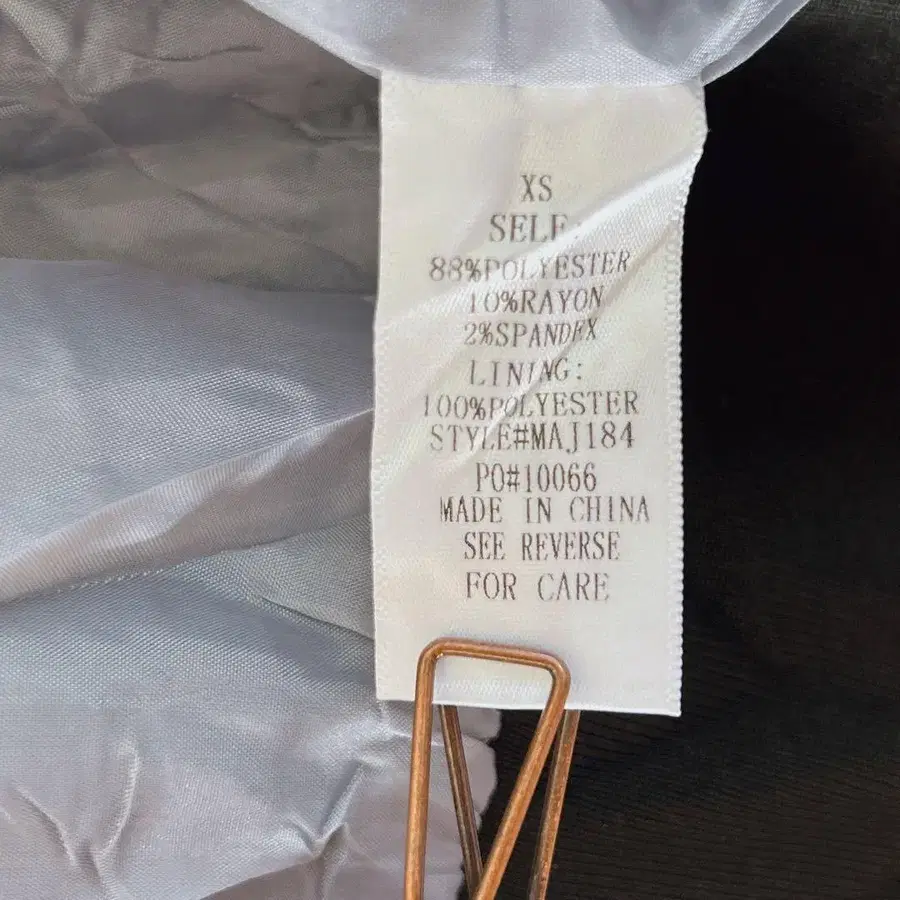 XS
SELF:
88%POLYESTER
10%RAYON
2%SPANDEX
LINING:
100%POLYESTER
STYLE#MAJ184
PO#10066
MADE IN CHINA
SEE REVERSE
FOR CARE